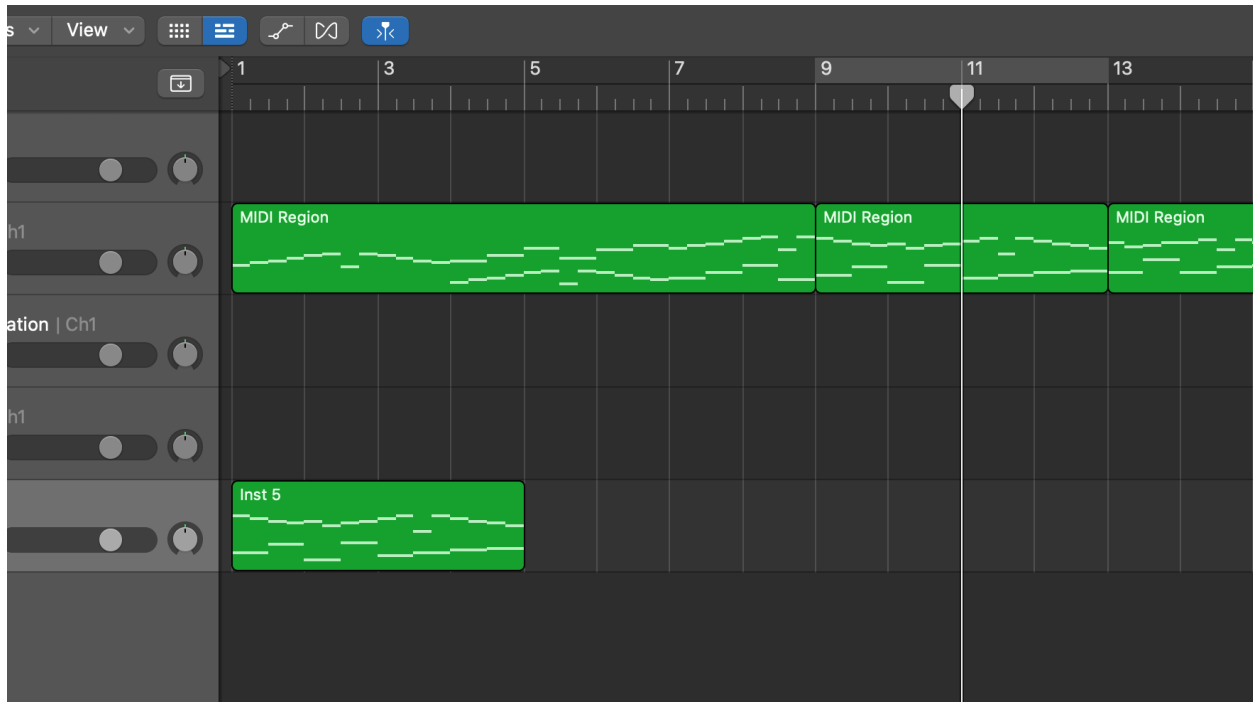 s View
1 3 5 7 9 11 13
MIDI Region MIDI Region MIDI Region
h1
ation | Ch1
h1
Inst 5